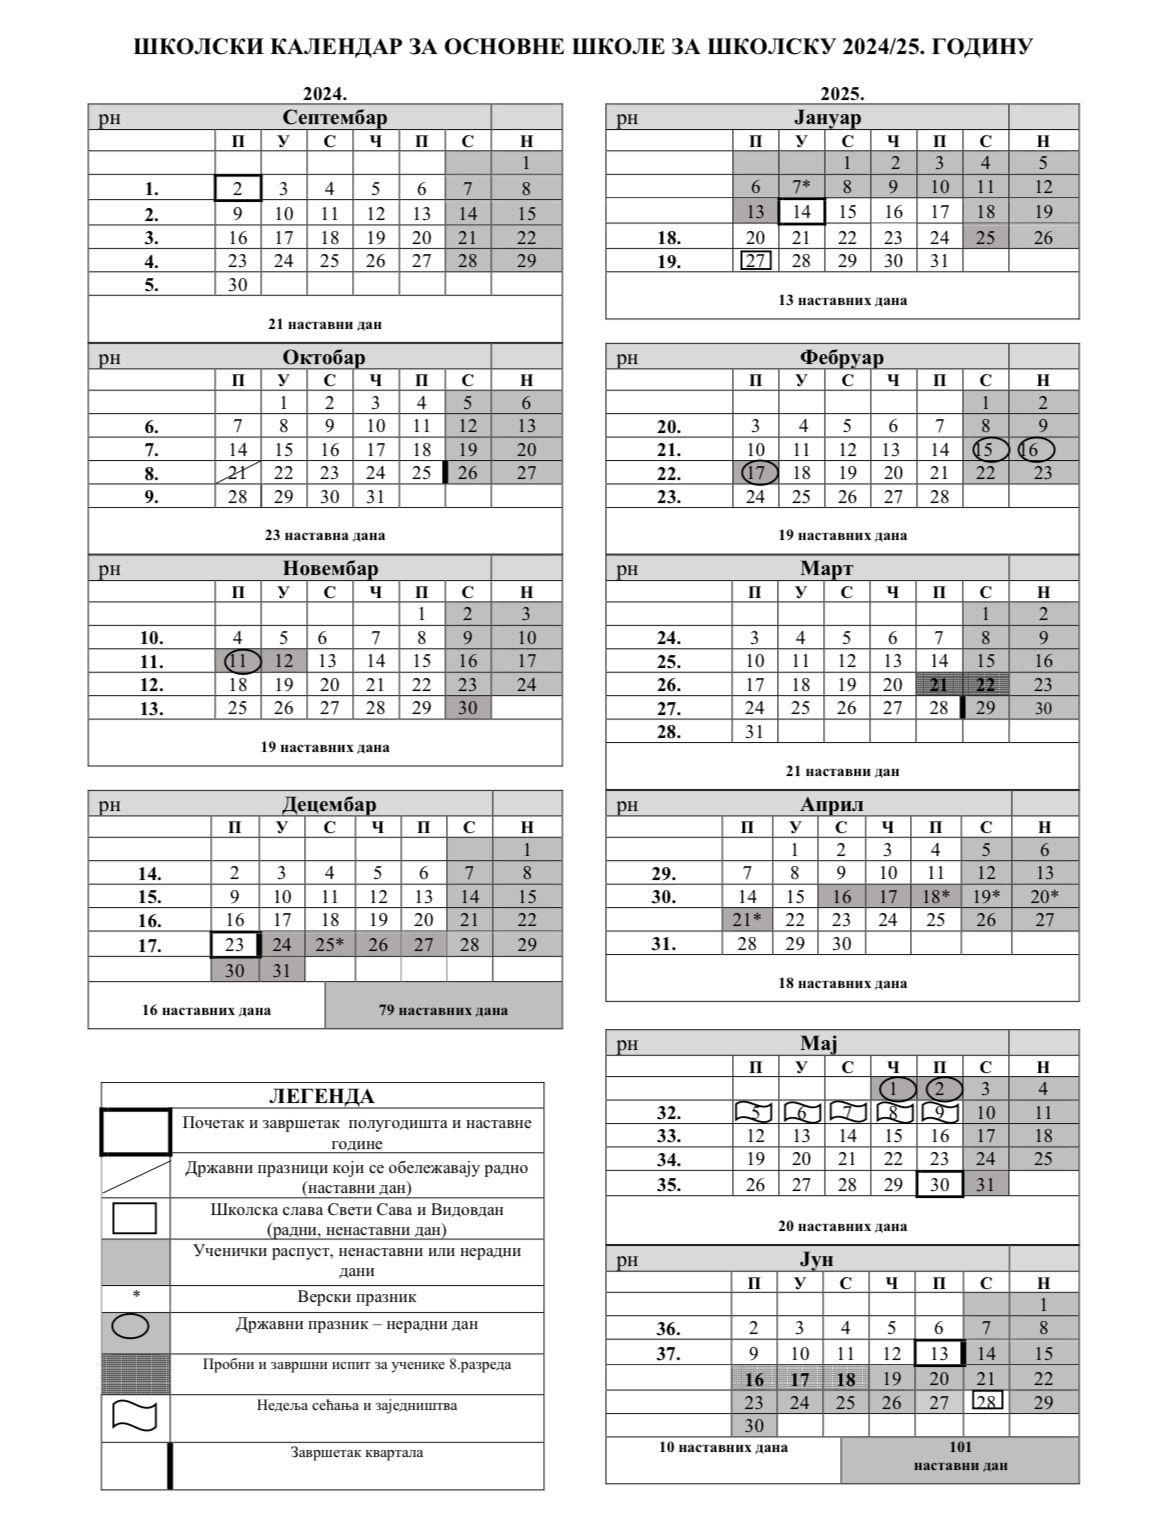 ШКОЛСКИ КАЛЕНДАР ЗА ОСНОВНЕ ШКОЛЕ ЗА ШКОЛСКУ 2024/25. ГОДИНУ
2024.
рн Септембар
П У С Ч П С Н
1
1. 2 3 4 5 6 7 8
2. 9 10 11 12 13 14 15
3. 16 17 18 19 20 21 22
4. 23 24 25 26 27 28 29
5. 30
21 наставни дан
рн Октобар
П У С Ч П С Н
1 2 3 4 5 6
6. 7 8 9 10 11 12 13
7. 14 15 16 17 18 19 20
8. 21 22 23 24 25 26 27
9. 28 29 30 31
23 наставна дана
рн Новембар
П У С Ч П С Н
1 2 3
10. 4 5 6 7 8 9 10
11. 11 12 13 14 15 16 17
12. 18 19 20 21 22 23 24
13. 25 26 27 28 29 30
19 наставних дана
рн Децембар
П У С Ч П С Н
1
14. 2 3 4 5 6 7 8
15. 9 10 11 12 13 14 15
16. 16 17 18 19 20 21 22
17. 23 24 25* 26 27 28 29
30 31
16 наставних дана 79 наставних дана
ЛЕГЕНДА
Почетак и завршетак полугодишта и наставне
године
Државни празници који се обележавају радно
(наставни дан)
Школска слава Свети Сава и Видовдан
(радни, ненаставни дан)
Ученички распуст, ненаставни или нерадни
дани
* Верски празник
Државни празник – нерадни дан
Пробни и завршни испит за ученике 8.разреда
Недеља сећања и заједништва
Завршетак квартала
2025.
рн Јануар
П У С Ч П С Н
1 2 3 4 5
6 7* 8 9 10 11 12
13 14 15 16 17 18 19
18. 20 21 22 23 24 25 26
19. 27 28 29 30 31
13 наставних дана
рн Фебруар
П У С Ч П С Н
1 2
20. 3 4 5 6 7 8 9
21. 10 11 12 13 14 15 16
22. 17 18 19 20 21 22 23
23. 24 25 26 27 28
19 наставних дана
рн Март
П У С Ч П С Н
1 2
24. 3 4 5 6 7 8 9
25. 10 11 12 13 14 15 16
26. 17 18 19 20 21 22 23
27. 24 25 26 27 28 29 30
28. 31
21 наставни дан
рн Април
П У С Ч П С Н
1 2 3 4 5 6
29. 7 8 9 10 11 12 13
30. 14 15 16 17 18* 19* 20*
21* 22 23 24 25 26 27
31. 28 29 30
18 наставних дана
рн Мај
П У С Ч П С Н
1 2 3 4
32. 5 6 7 8 9 10 11
33. 12 13 14 15 16 17 18
34. 19 20 21 22 23 24 25
35. 26 27 28 29 30 31
20 наставних дана
рн Јун
П У С Ч П С Н
1
36. 2 3 4 5 6 7 8
37. 9 10 11 12 13 14 15
16 17 18 19 20 21 22
23 24 25 26 27 28 29
30
10 наставних дана 101
наставни дан